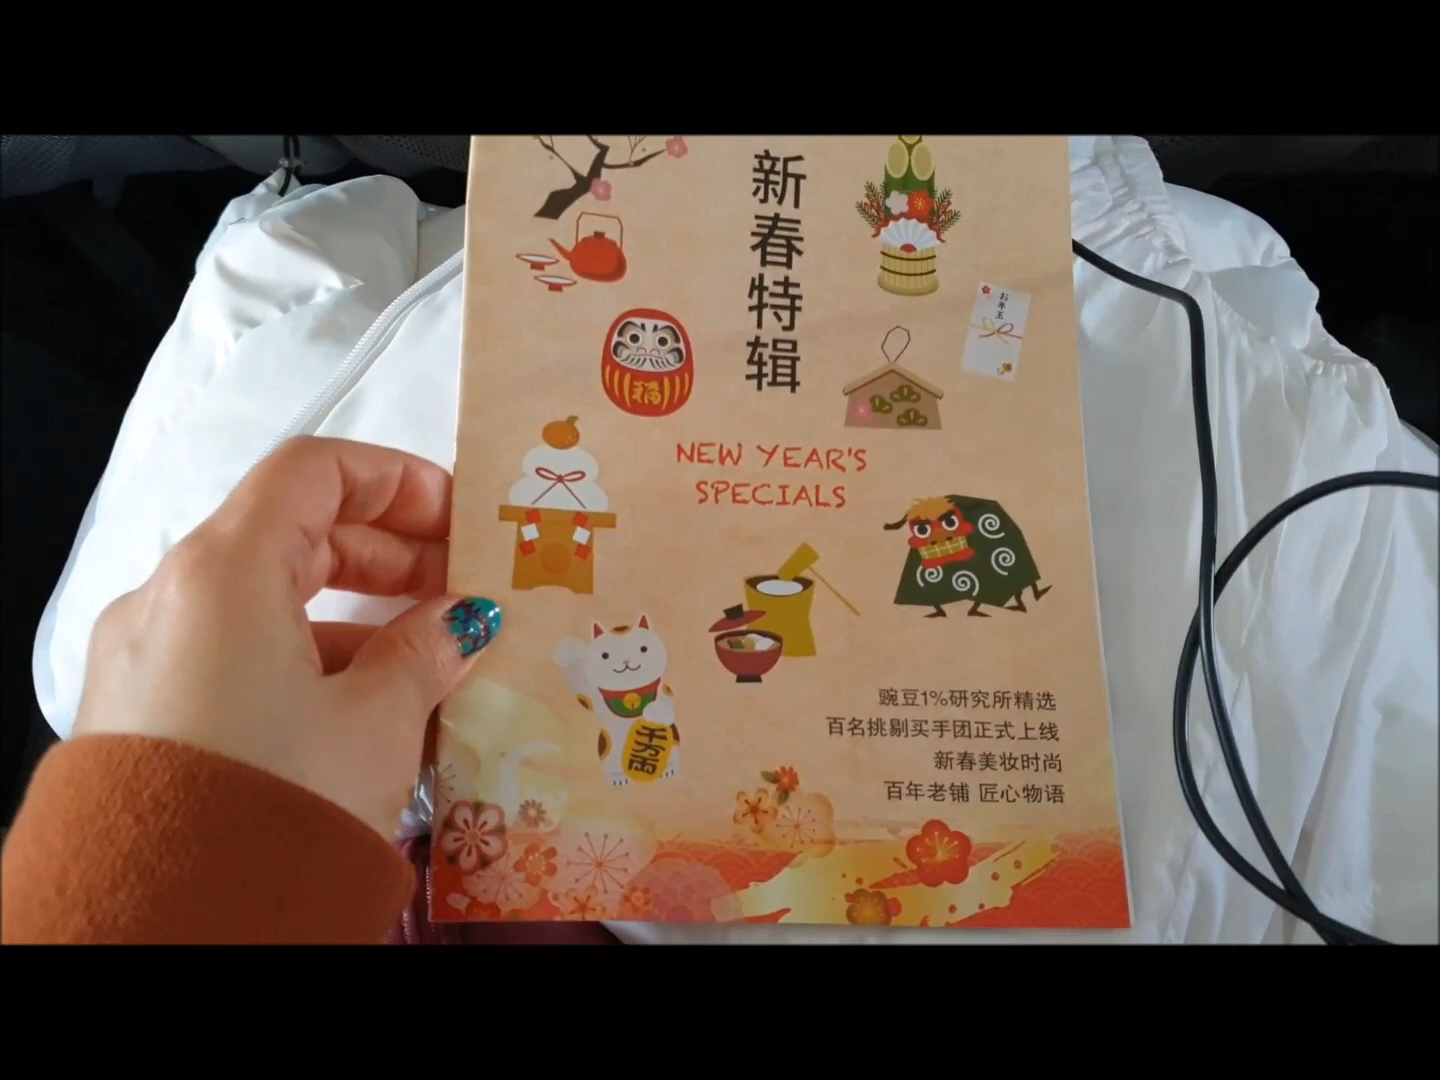 新春特辑
お年玉
福
NEW YEAR'S
SPECIALS
千万両
豌豆1%研究所精选
百名挑剔买手团正式上线
新春美妆时尚
百年老铺 匠心物语